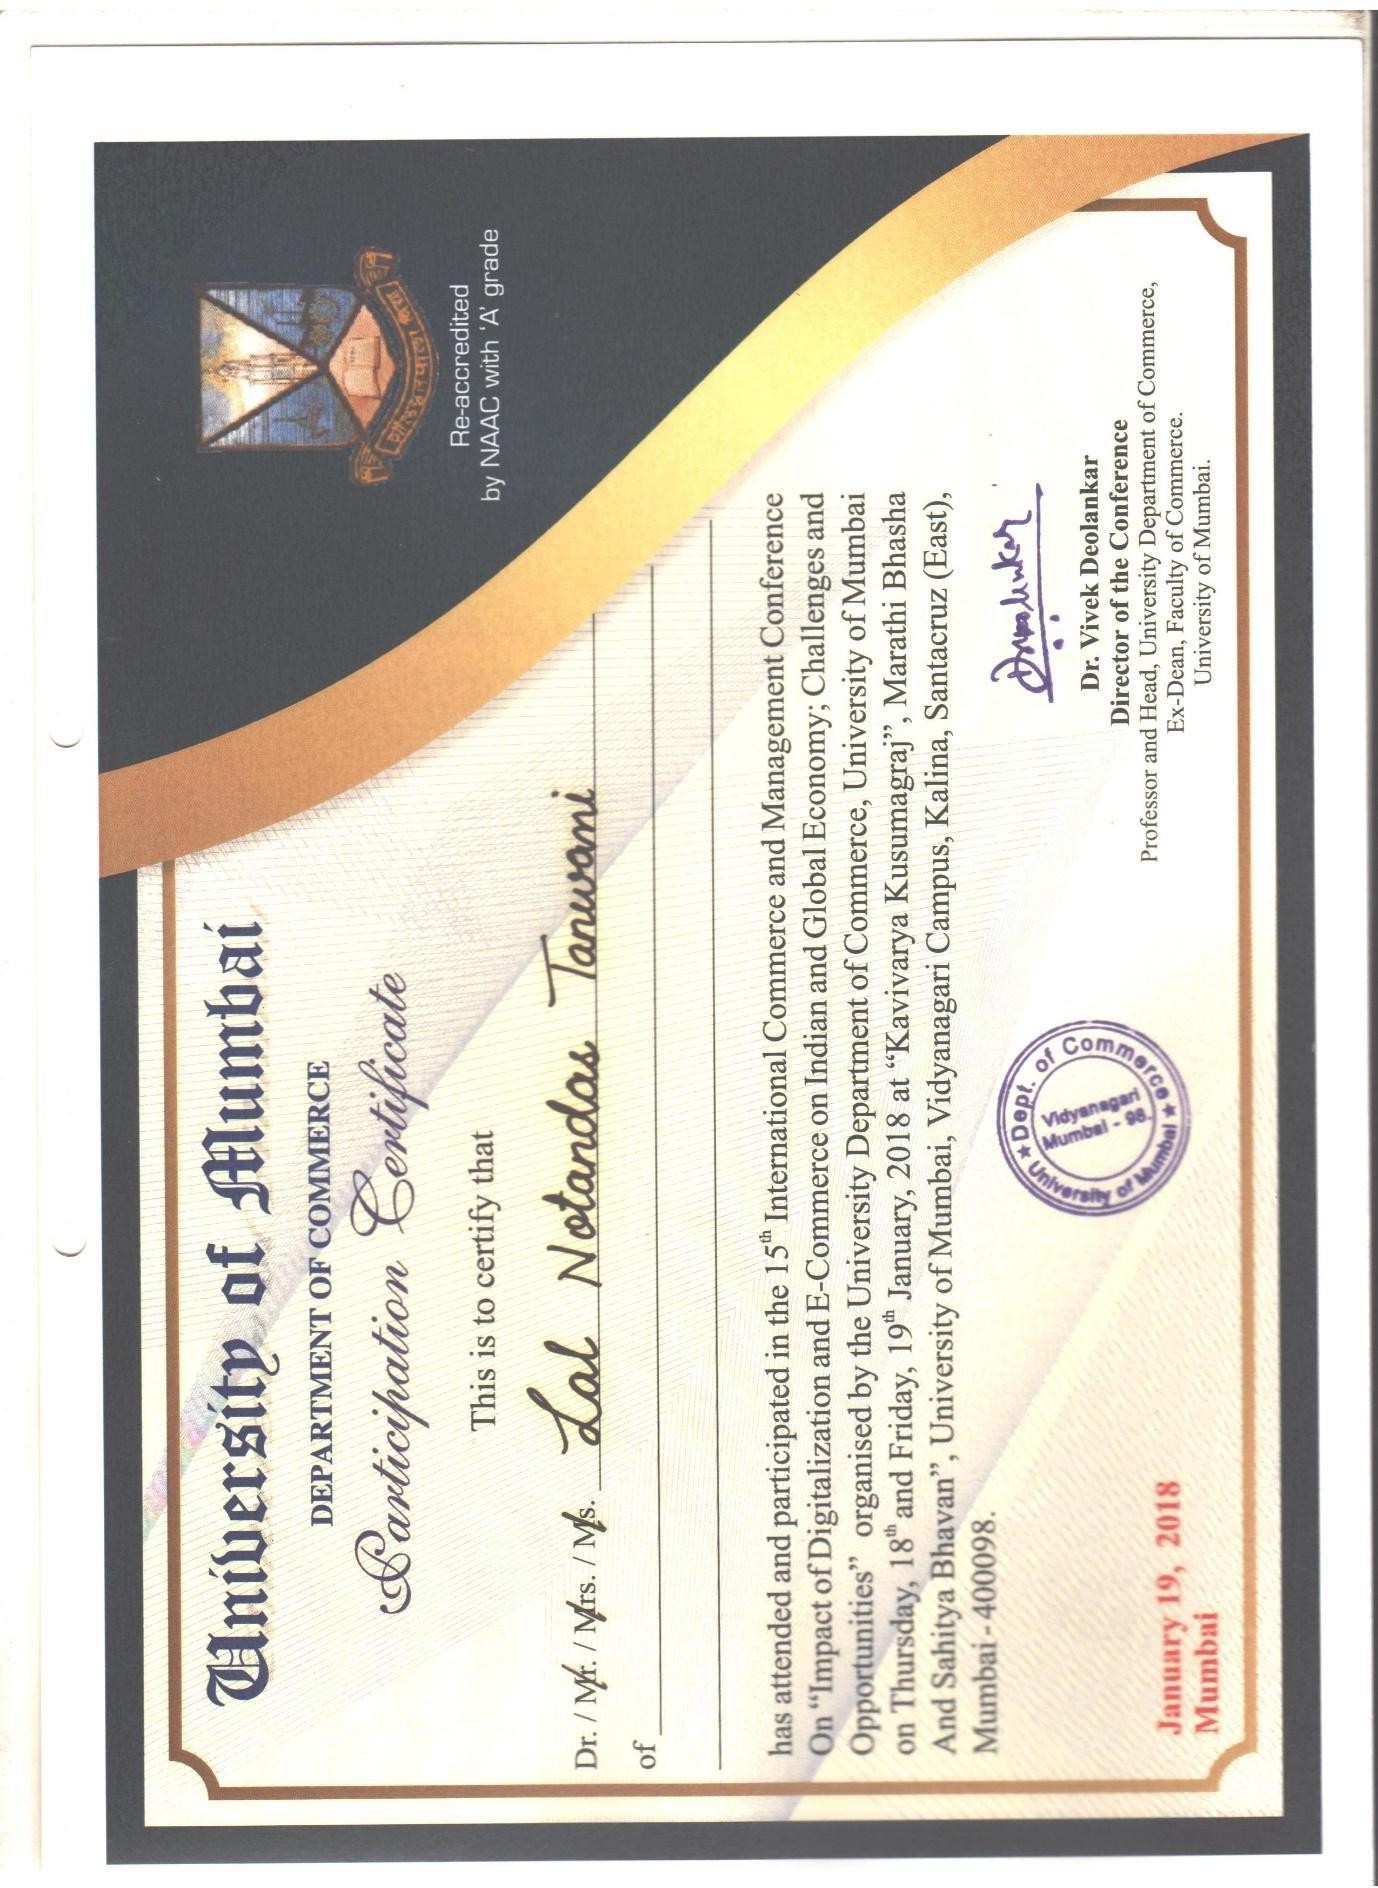 University of Mumbai
DEPARTMENT OF COMMERCE
Participation Certificate
Re-accredited
by NAAC with 'A' grade
This is to certify that
Dr. / Mr. / Mrs. / Ms. Lal Notandas Tanwani
of
has attended and participated in the 15th International Commerce and Management Conference
On “Impact of Digitalization and E-Commerce on Indian and Global Economy; Challenges and
Opportunities” organised by the University Department of Commerce, University of Mumbai
on Thursday, 18th and Friday, 19th January, 2018 at “Kavivarya Kusumagraj”, Marathi Bhasha
And Sahitya Bhavan”, University of Mumbai, Vidyanagari Campus, Kalina, Santacruz (East),
Mumbai - 400098.
January 19, 2018
Mumbai
★ Dept. of Commerce ★
University of Mumbai
Vidyanagari
Mumbai - 98.
Dr. Vivek Deolankar
Director of the Conference
Professor and Head, University Department of Commerce,
Ex-Dean, Faculty of Commerce.
University of Mumbai.